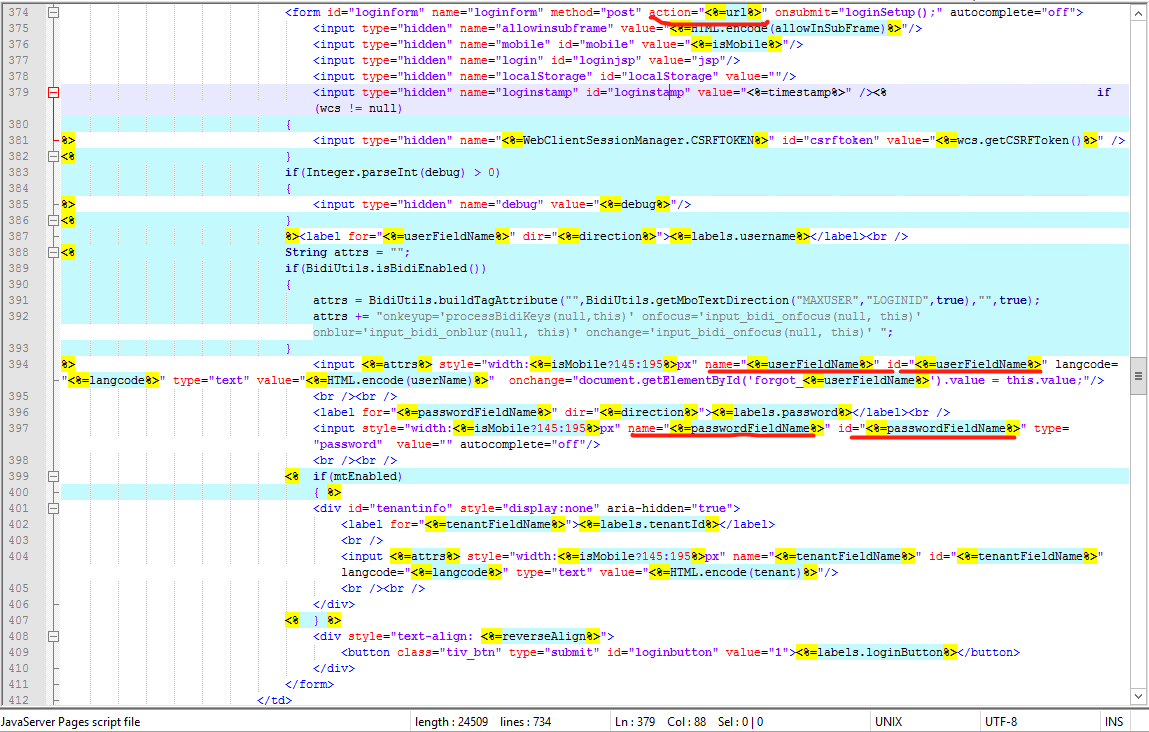 374 <form id="loginform" name="loginform" method="post" action="<%=url%>" onsubmit="loginSetup();" autocomplete="off">
375 <input type="hidden" name="allowinsubframe" value="<%=HTML.encode(allowInSubFrame)%>"/>
376 <input type="hidden" name="mobile" id="mobile" value="<%=isMobile%>"/>
377 <input type="hidden" name="login" id="loginjsp" value="jsp"/>
378 <input type="hidden" name="localStorage" id="localStorage" value=""/>
379 <input type="hidden" name="loginstamp" id="loginstamp" value="<%=timestamp%>" /><% if
(wcs != null)
380 {
381 %> <input type="hidden" name="<%=WebClientSessionManager.CSRFTOKEN%>" id="csrftoken" value="<%=wcs.getCSRFToken()%>" />
382 <% }
383 if(Integer.parseInt(debug) > 0)
384 {
385 %> <input type="hidden" name="debug" value="<%=debug%>"/>
386 <% }
387 %><label for="<%=userFieldName%>" dir="<%=direction%>"><%=labels.username%></label><br />
388 <% String attrs = "";
389 if(BidiUtils.isBidiEnabled())
390 {
391 attrs = BidiUtils.buildTagAttribute("",BidiUtils.getMboTextDirection("MAXUSER","LOGINID",true),"",true);
392 attrs += "onkeyup='processBidiKeys(null,this)' onfocus='input_bidi_onfocus(null, this)'
onblur='input_bidi_onblur(null, this)' onchange='input_bidi_onfocus(null, this)' ";
393 }
394 %> <input <%=attrs%> style="width:<%=isMobile?145:195%>px" name="<%=userFieldName%>" id="<%=userFieldName%>" langcode=
"<%=langcode%>" type="text" value="<%=HTML.encode(userName)%>" onchange="document.getElementById('forgot_<%=userFieldName%>').value = this.value;"/>
395 <br /><br />
396 <label for="<%=passwordFieldName%>" dir="<%=direction%>"><%=labels.password%></label><br />
397 <input style="width:<%=isMobile?145:195%>px" name="<%=passwordFieldName%>" id="<%=passwordFieldName%>" type=
"password" value="" autocomplete="off"/>
398 <br /><br />
399 <% if(mtEnabled)
400 { %>
401 <div id="tenantinfo" style="display:none" aria-hidden="true">
402 <label for="<%=tenantFieldName%>"><%=labels.tenantId%></label>
403 <br />
404 <input <%=attrs%> style="width:<%=isMobile?145:195%>px" name="<%=tenantFieldName%>" id="<%=tenantFieldName%>"
langcode="<%=langcode%>" type="text" value="<%=HTML.encode(tenant)%>"/>
405 <br /><br />
406 </div>
407 <% } %>
408 <div style="text-align: <%=reverseAlign%>">
409 <button class="tiv_btn" type="submit" id="loginbutton" value="1"><%=labels.loginButton%></button>
410 </div>
411 </form>
412 </td>
JavaServer Pages script file length : 24509 lines : 734 Ln : 379 Col : 88 Sel : 0 | 0 UNIX UTF-8 INS